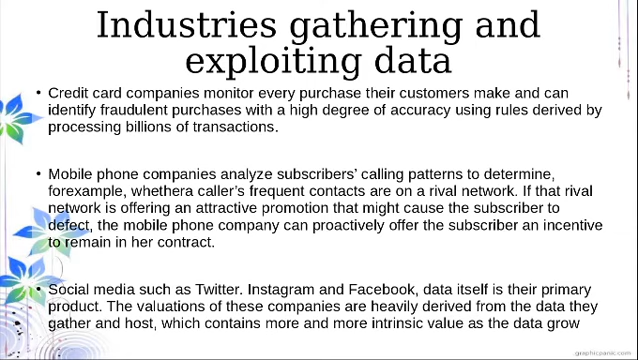 Industries gathering and
exploiting data
• Credit card companies monitor every purchase their customers make and can
identify fraudulent purchases with a high degree of accuracy using rules derived by
processing billions of transactions.
• Mobile phone companies analyze subscribers’ calling patterns to determine,
forexample, whethera caller’s frequent contacts are on a rival network. If that rival
network is offering an attractive promotion that might cause the subscriber to
defect, the mobile phone company can proactively offer the subscriber an incentive
to remain in her contract.
• Social media such as Twitter. Instagram and Facebook, data itself is their primary
product. The valuations of these companies are heavily derived from the data they
gather and host, which contains more and more intrinsic value as the data grow
graphicpanic.com